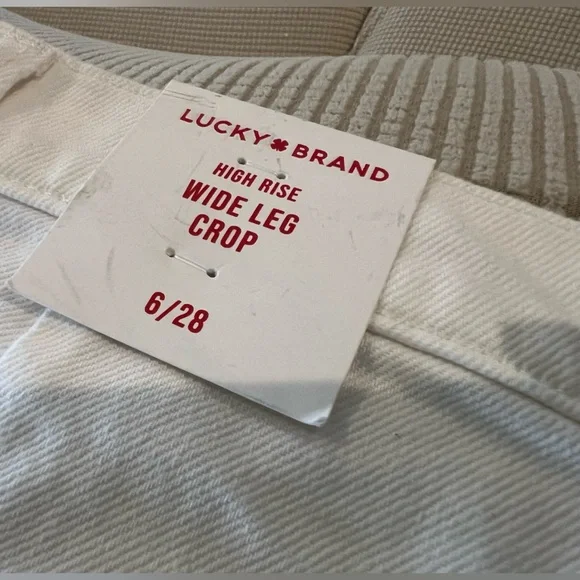 LUCKY BRAND
HIGH RISE
WIDE LEG
CROP
6/28